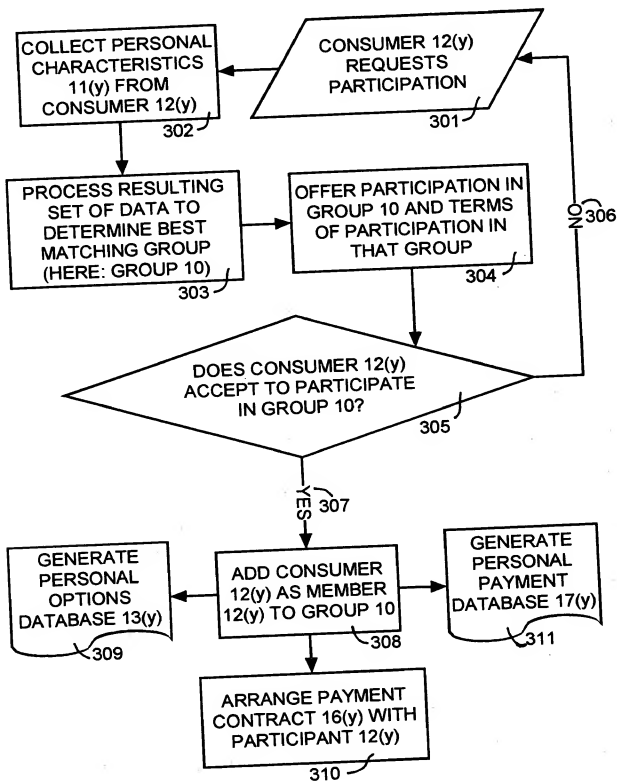 CONSUMER 12(y)
REQUESTS
PARTICIPATION
301
COLLECT PERSONAL
CHARACTERISTICS
11(y) FROM
CONSUMER 12(y)
302
PROCESS RESULTING
SET OF DATA TO
DETERMINE BEST
MATCHING GROUP
(HERE: GROUP 10)
303
OFFER PARTICIPATION IN
GROUP 10 AND TERMS
OF PARTICIPATION IN
THAT GROUP
304
DOES CONSUMER 12(y)
ACCEPT TO PARTICIPATE
IN GROUP 10?
305
NO
306
YES
307
ADD CONSUMER
12(y) AS MEMBER
12(y) TO GROUP 10
308
GENERATE
PERSONAL
OPTIONS
DATABASE 13(y)
309
GENERATE
PERSONAL
PAYMENT
DATABASE 17(y)
311
ARRANGE PAYMENT
CONTRACT 16(y) WITH
PARTICIPANT 12(y)
310